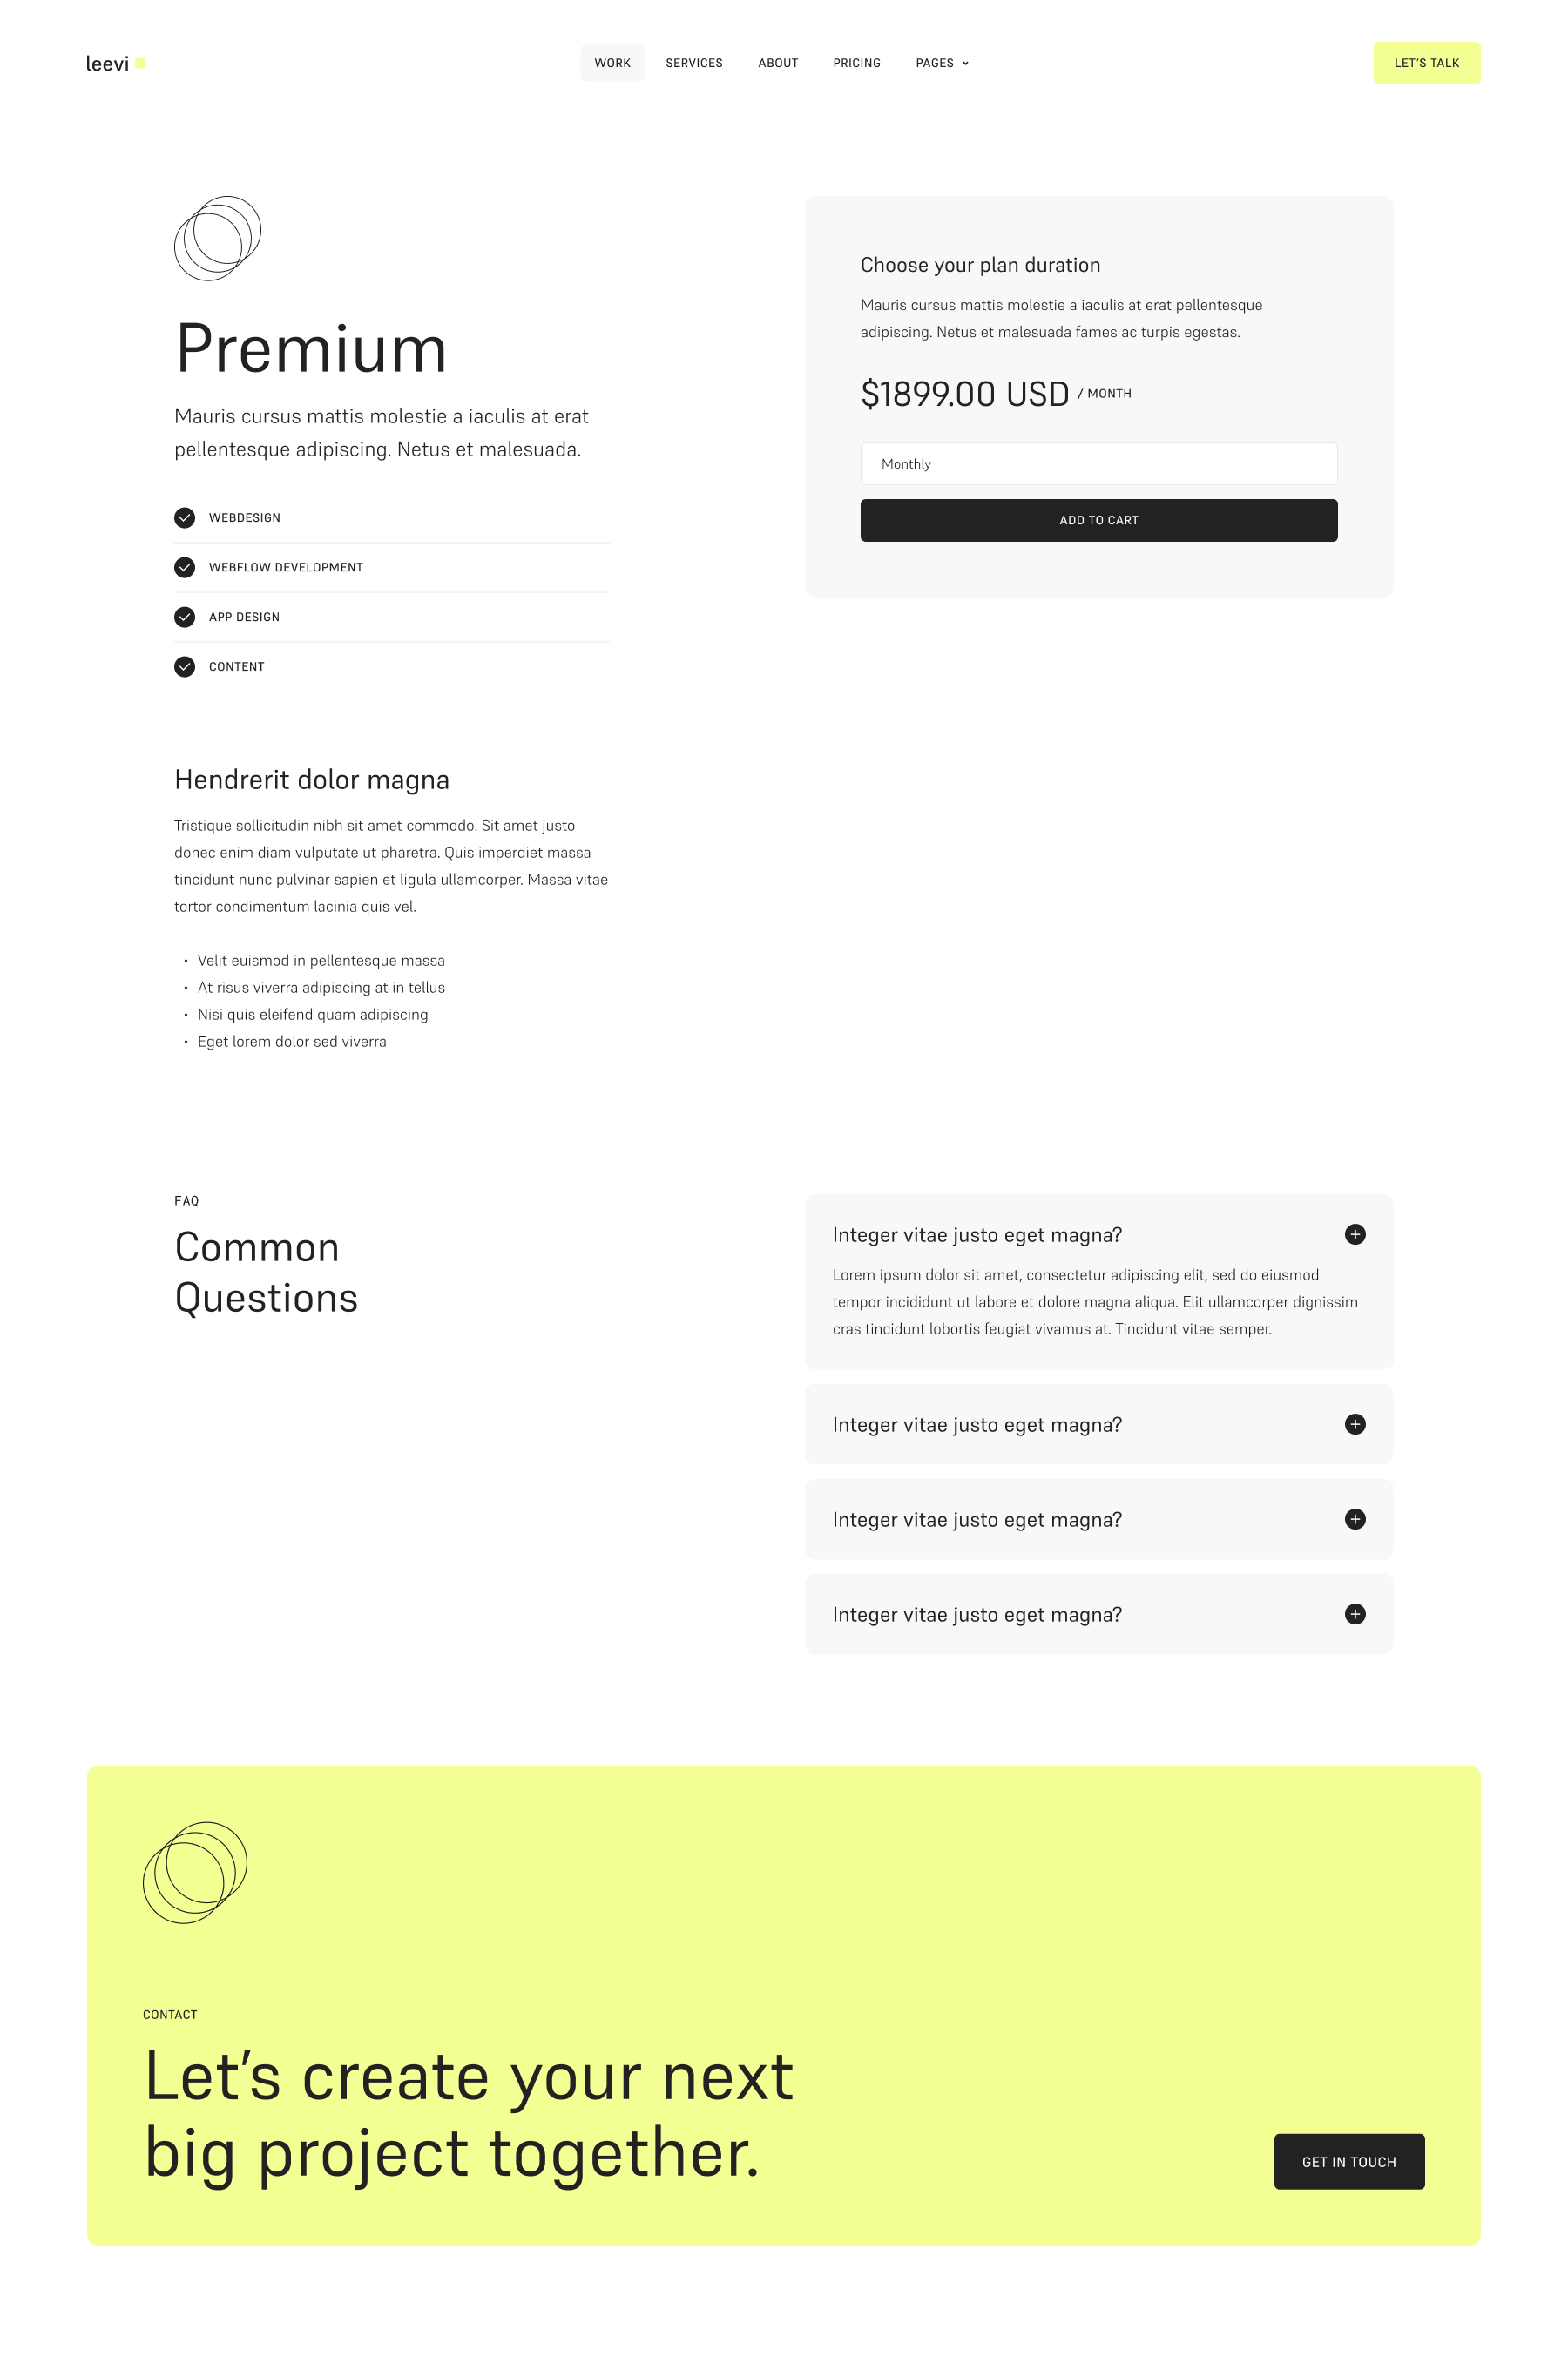 leevi
WORK
SERVICES
ABOUT
PRICING
PAGES
LET'S TALK
Premium
Mauris cursus mattis molestie a iaculis at erat
pellentesque adipiscing. Netus et malesuada.
WEBDESIGN
WEBFLOW DEVELOPMENT
APP DESIGN
CONTENT
Choose your plan duration
Mauris cursus mattis molestie a iaculis at erat pellentesque
adipiscing. Netus et malesuada fames ac turpis egestas.
$1899.00 USD / MONTH
Monthly
ADD TO CART
Hendrerit dolor magna
Tristique sollicitudin nibh sit amet commodo. Sit amet justo
donec enim diam vulputate ut pharetra. Quis imperdiet massa
tincidunt nunc pulvinar sapien et ligula ullamcorper. Massa vitae
tortor condimentum lacinia quis vel.
• Velit euismod in pellentesque massa
• At risus viverra adipiscing at in tellus
• Nisi quis eleifend quam adipiscing
• Eget lorem dolor sed viverra
FAQ
Common
Questions
Integer vitae justo eget magna?
Lorem ipsum dolor sit amet, consectetur adipiscing elit, sed do eiusmod
tempor incididunt ut labore et dolore magna aliqua. Elit ullamcorper dignissim
cras tincidunt lobortis feugiat vivamus at. Tincidunt vitae semper.
Integer vitae justo eget magna?
Integer vitae justo eget magna?
Integer vitae justo eget magna?
CONTACT
Let’s create your next
big project together.
GET IN TOUCH